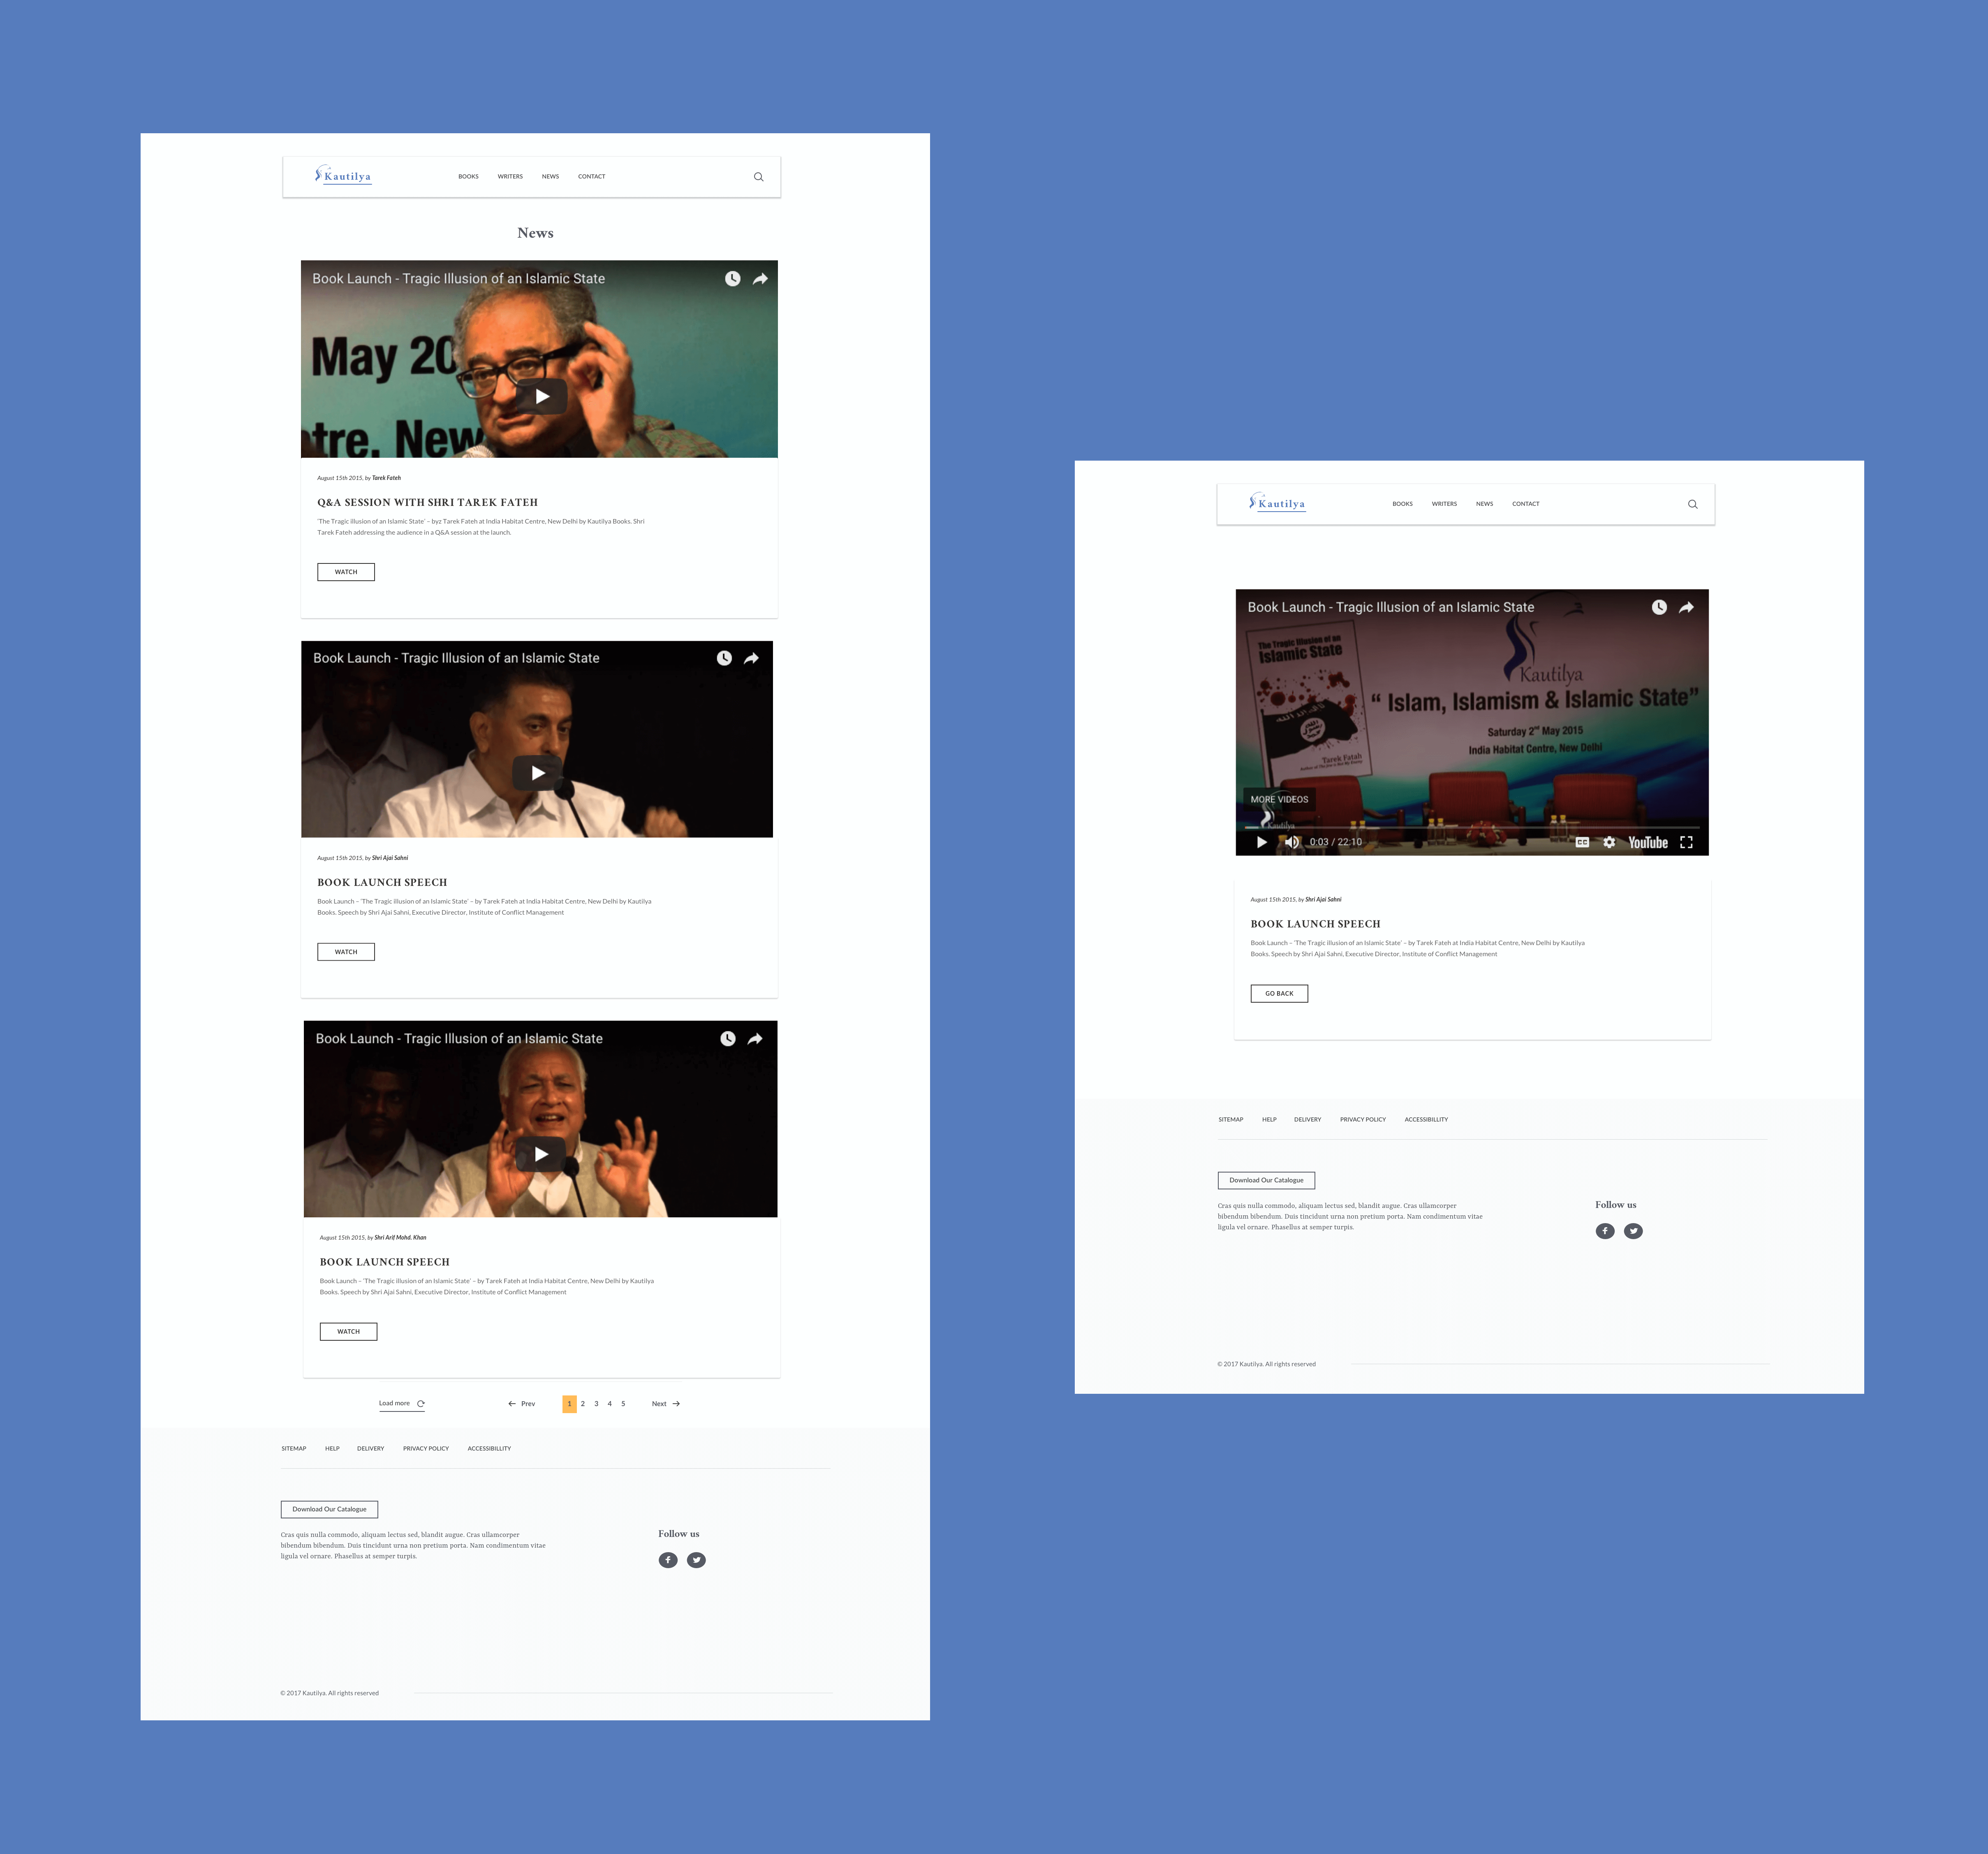 Kautilya
BOOKS WRITERS NEWS CONTACT
News
Book Launch - Tragic Illusion of an Islamic State
May 20
tre, New
August 15th 2015, by Tarek Fateh
Q&A SESSION WITH SHRI TAREK FATEH
'The Tragic illusion of an Islamic State' – byz Tarek Fateh at India Habitat Centre, New Delhi by Kautilya Books. Shri
Tarek Fateh addressing the audience in a Q&A session at the launch.
WATCH
Book Launch - Tragic Illusion of an Islamic State
August 15th 2015, by Shri Ajai Sahni
BOOK LAUNCH SPEECH
Book Launch – 'The Tragic illusion of an Islamic State' – by Tarek Fateh at India Habitat Centre, New Delhi by Kautilya
Books. Speech by Shri Ajai Sahni, Executive Director, Institute of Conflict Management
WATCH
Book Launch - Tragic Illusion of an Islamic State
August 15th 2015, by Shri Arif Mohd. Khan
BOOK LAUNCH SPEECH
Book Launch – 'The Tragic illusion of an Islamic State' – by Tarek Fateh at India Habitat Centre, New Delhi by Kautilya
Books. Speech by Shri Ajai Sahni, Executive Director, Institute of Conflict Management
WATCH
Load more Prev 1 2 3 4 5 Next
SITEMAP HELP DELIVERY PRIVACY POLICY ACCESSIBILLITY
Download Our Catalogue
Cras quis nulla commodo, aliquam lectus sed, blandit augue. Cras ullamcorper
bibendum bibendum. Duis tincidunt urna non pretium porta. Nam condimentum vitae
ligula vel ornare. Phasellus at semper turpis.
Follow us
© 2017 Kautilya. All rights reserved
Kautilya
BOOKS WRITERS NEWS CONTACT
Book Launch - Tragic Illusion of an Islamic State
The Tragic Illusion of an
Islamic State
Tarek Fatah
Kautilya
“ Islam, Islamism & Islamic State”
Saturday 2nd May 2015
India Habitat Centre, New Delhi
MORE VIDEOS
Kautilya
0:03 / 22:10 CC YouTube
August 15th 2015, by Shri Ajai Sahni
BOOK LAUNCH SPEECH
Book Launch – 'The Tragic illusion of an Islamic State' – by Tarek Fateh at India Habitat Centre, New Delhi by Kautilya
Books. Speech by Shri Ajai Sahni, Executive Director, Institute of Conflict Management
GO BACK
SITEMAP HELP DELIVERY PRIVACY POLICY ACCESSIBILLITY
Download Our Catalogue
Cras quis nulla commodo, aliquam lectus sed, blandit augue. Cras ullamcorper
bibendum bibendum. Duis tincidunt urna non pretium porta. Nam condimentum vitae
ligula vel ornare. Phasellus at semper turpis.
Follow us
© 2017 Kautilya. All rights reserved